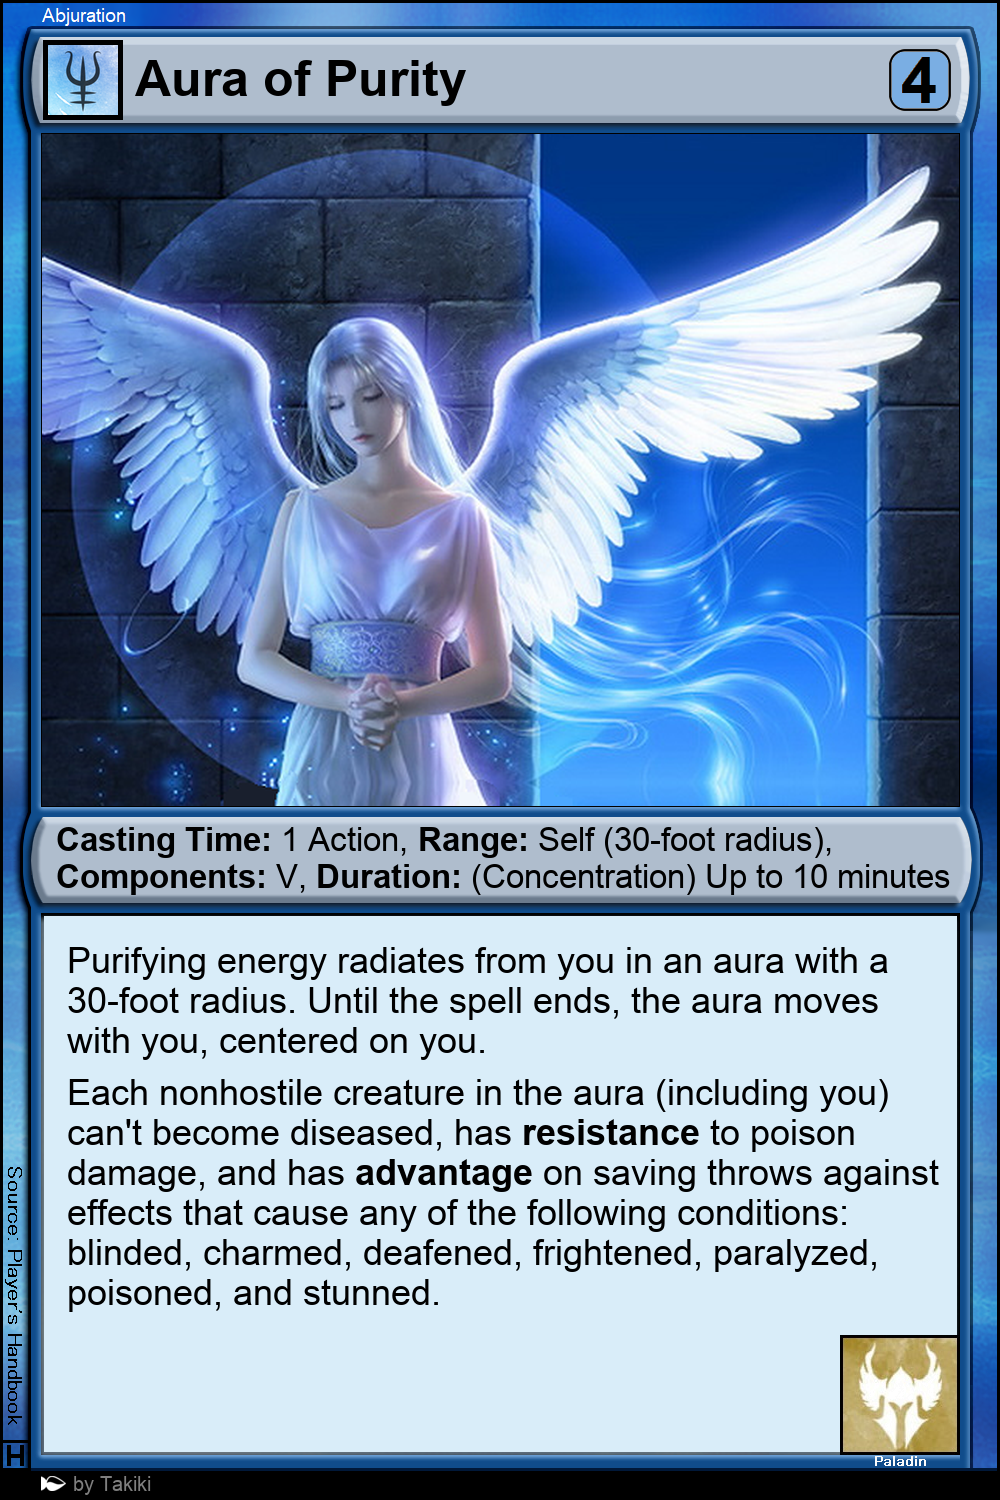 Abjuration
Aura of Purity
4
Casting Time: 1 Action, Range: Self (30-foot radius),
Components: V, Duration: (Concentration) Up to 10 minutes
Purifying energy radiates from you in an aura with a
30-foot radius. Until the spell ends, the aura moves
with you, centered on you.
Each nonhostile creature in the aura (including you)
can't become diseased, has resistance to poison
damage, and has advantage on saving throws against
effects that cause any of the following conditions:
blinded, charmed, deafened, frightened, paralyzed,
poisoned, and stunned.
Source: Player's Handbook
H
Paladin
by Takiki